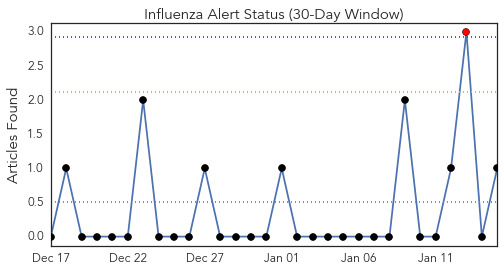 Influenza Alert Status (30-Day Window)
Articles Found
3.0
2.5
2.0
1.5
1.0
0.5
0.0
Dec 17 Dec 22 Dec 27 Jan 01 Jan 06 Jan 11